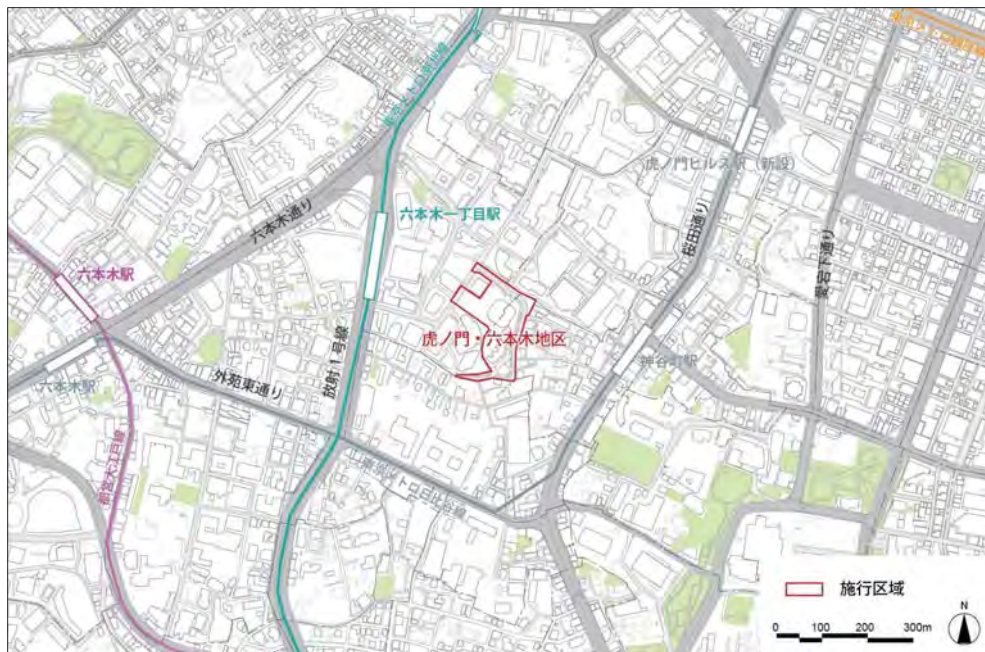 東京メトロ南北線
虎ノ門ヒルズ駅（新設）
六本木一丁目駅
六本木通り
桜田通り
愛宕下通り
六本木駅
虎ノ門・六本木地区
放射1号線
神谷町駅
六本木駅
外苑東通り
都営大江戸線
東京メトロ日比谷線
施行区域
0 100 200 300m
N